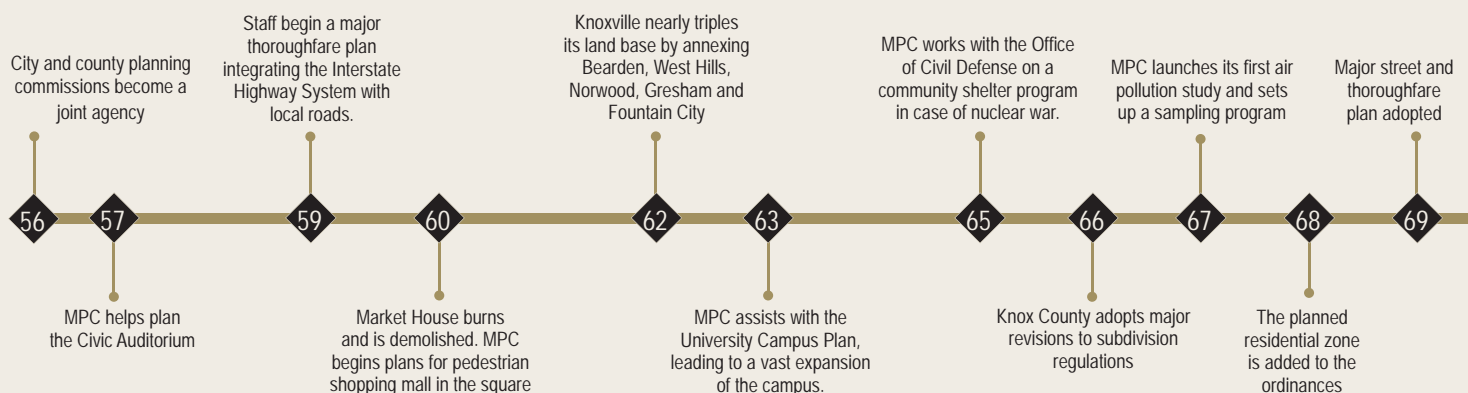 City and county planning
commissions become a
joint agency
Staff begin a major
thoroughfare plan
integrating the Interstate
Highway System with
local roads.
Knoxville nearly triples
its land base by annexing
Bearden, West Hills,
Norwood, Gresham and
Fountain City
MPC works with the Office
of Civil Defense on a
community shelter program
in case of nuclear war.
MPC launches its first air
pollution study and sets
up a sampling program
Major street and
thoroughfare
plan adopted
56
57
59
60
62
63
65
66
67
68
69
MPC helps plan
the Civic Auditorium
Market House burns
and is demolished. MPC
begins plans for pedestrian
shopping mall in the square
MPC assists with the
University Campus Plan,
leading to a vast expansion
of the campus.
Knox County adopts major
revisions to subdivision
regulations
The planned
residential zone
is added to the
ordinances